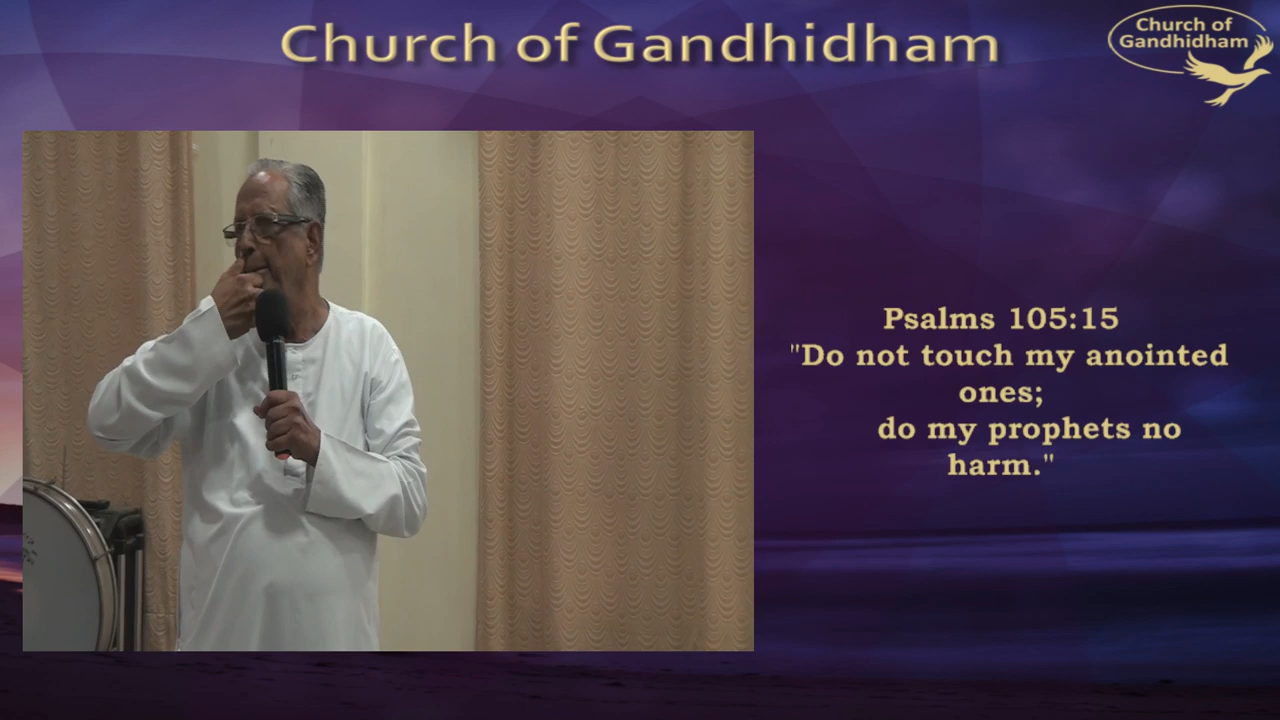 Church of Gandhidham
Church of
Gandhidham
Psalms 105:15
"Do not touch my anointed
ones;
do my prophets no
harm."